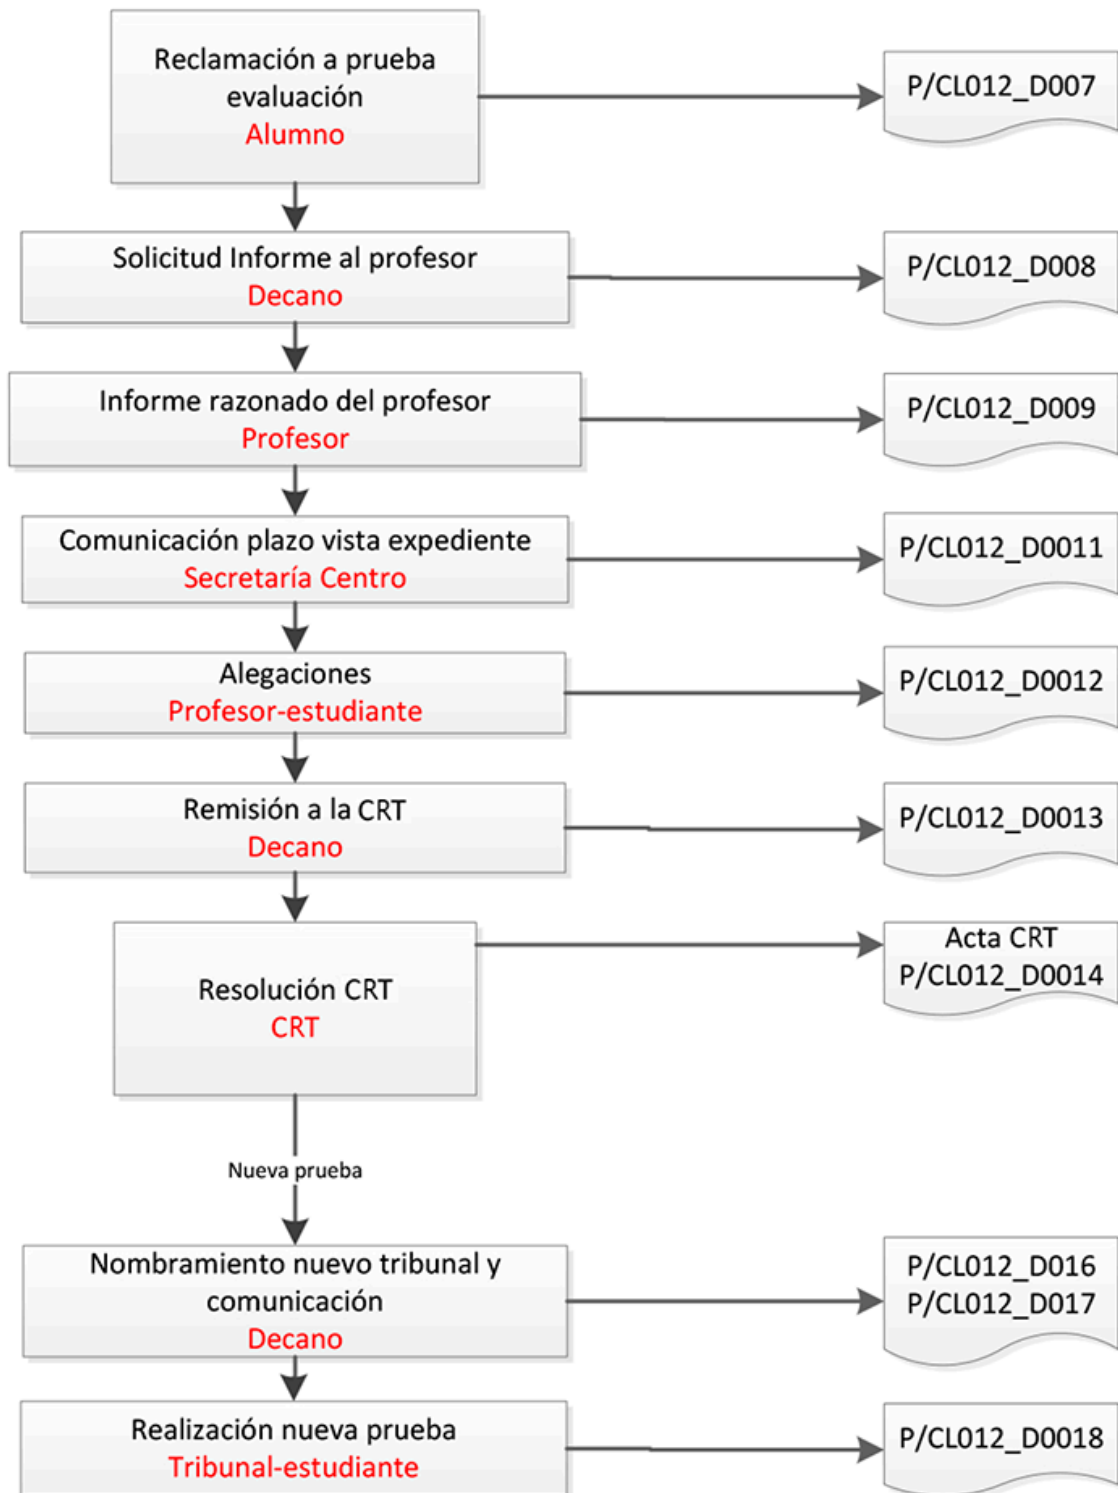 Reclamación a prueba
evaluación
Alumno
P/CL012_D007
Solicitud Informe al profesor
Decano
P/CL012_D008
Informe razonado del profesor
Profesor
P/CL012_D009
Comunicación plazo vista expediente
Secretaría Centro
P/CL012_D0011
Alegaciones
Profesor-estudiante
P/CL012_D0012
Remisión a la CRT
Decano
P/CL012_D0013
Resolución CRT
CRT
Acta CRT
P/CL012_D0014
Nueva prueba
Nombramiento nuevo tribunal y
comunicación
Decano
P/CL012_D016
P/CL012_D017
Realización nueva prueba
Tribunal-estudiante
P/CL012_D0018